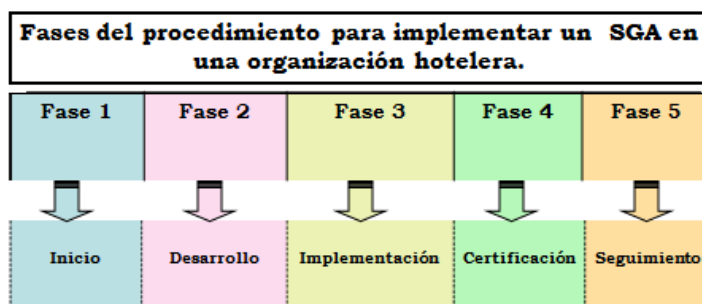 Fases del procedimiento para implementar un SGA en
una organización hotelera.
Fase 1 Fase 2 Fase 3 Fase 4 Fase 5
Inicio Desarrollo Implementación Certificación Seguimiento